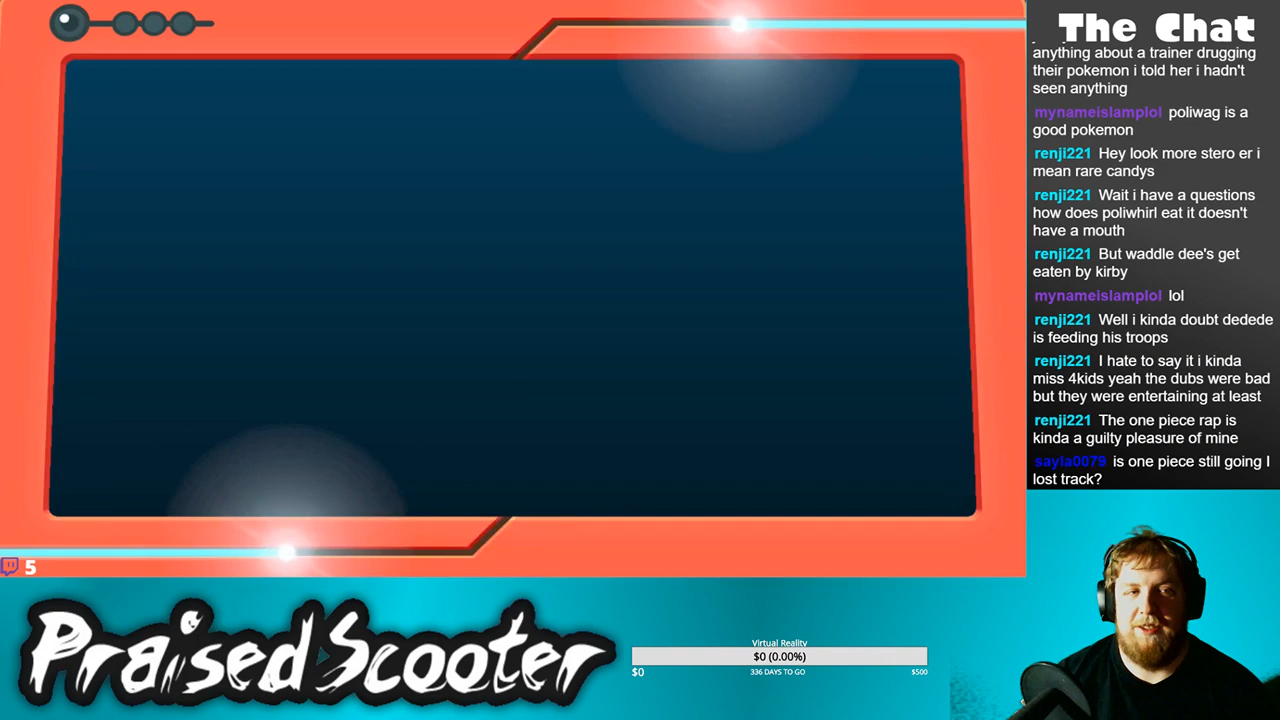 The Chat
anything about a trainer drugging
their pokemon i told her i hadn't
seen anything
mynameislamplol poliwag is a
good pokemon
renji221 Hey look more stero er i
mean rare candys
renji221 Wait i have a questions
how does poliwhirl eat it doesn't
have a mouth
renji221 But waddle dee's get
eaten by kirby
mynameislamplol lol
renji221 Well i kinda doubt dedede
is feeding his troops
renji221 I hate to say it i kinda
miss 4kids yeah the dubs were bad
but they were entertaining at least
renji221 The one piece rap is
kinda a guilty pleasure of mine
sayla0079 is one piece still going I
lost track?
5
PraisedScooter
Virtual Reality
$0 (0.00%)
$0 336 DAYS TO GO $500